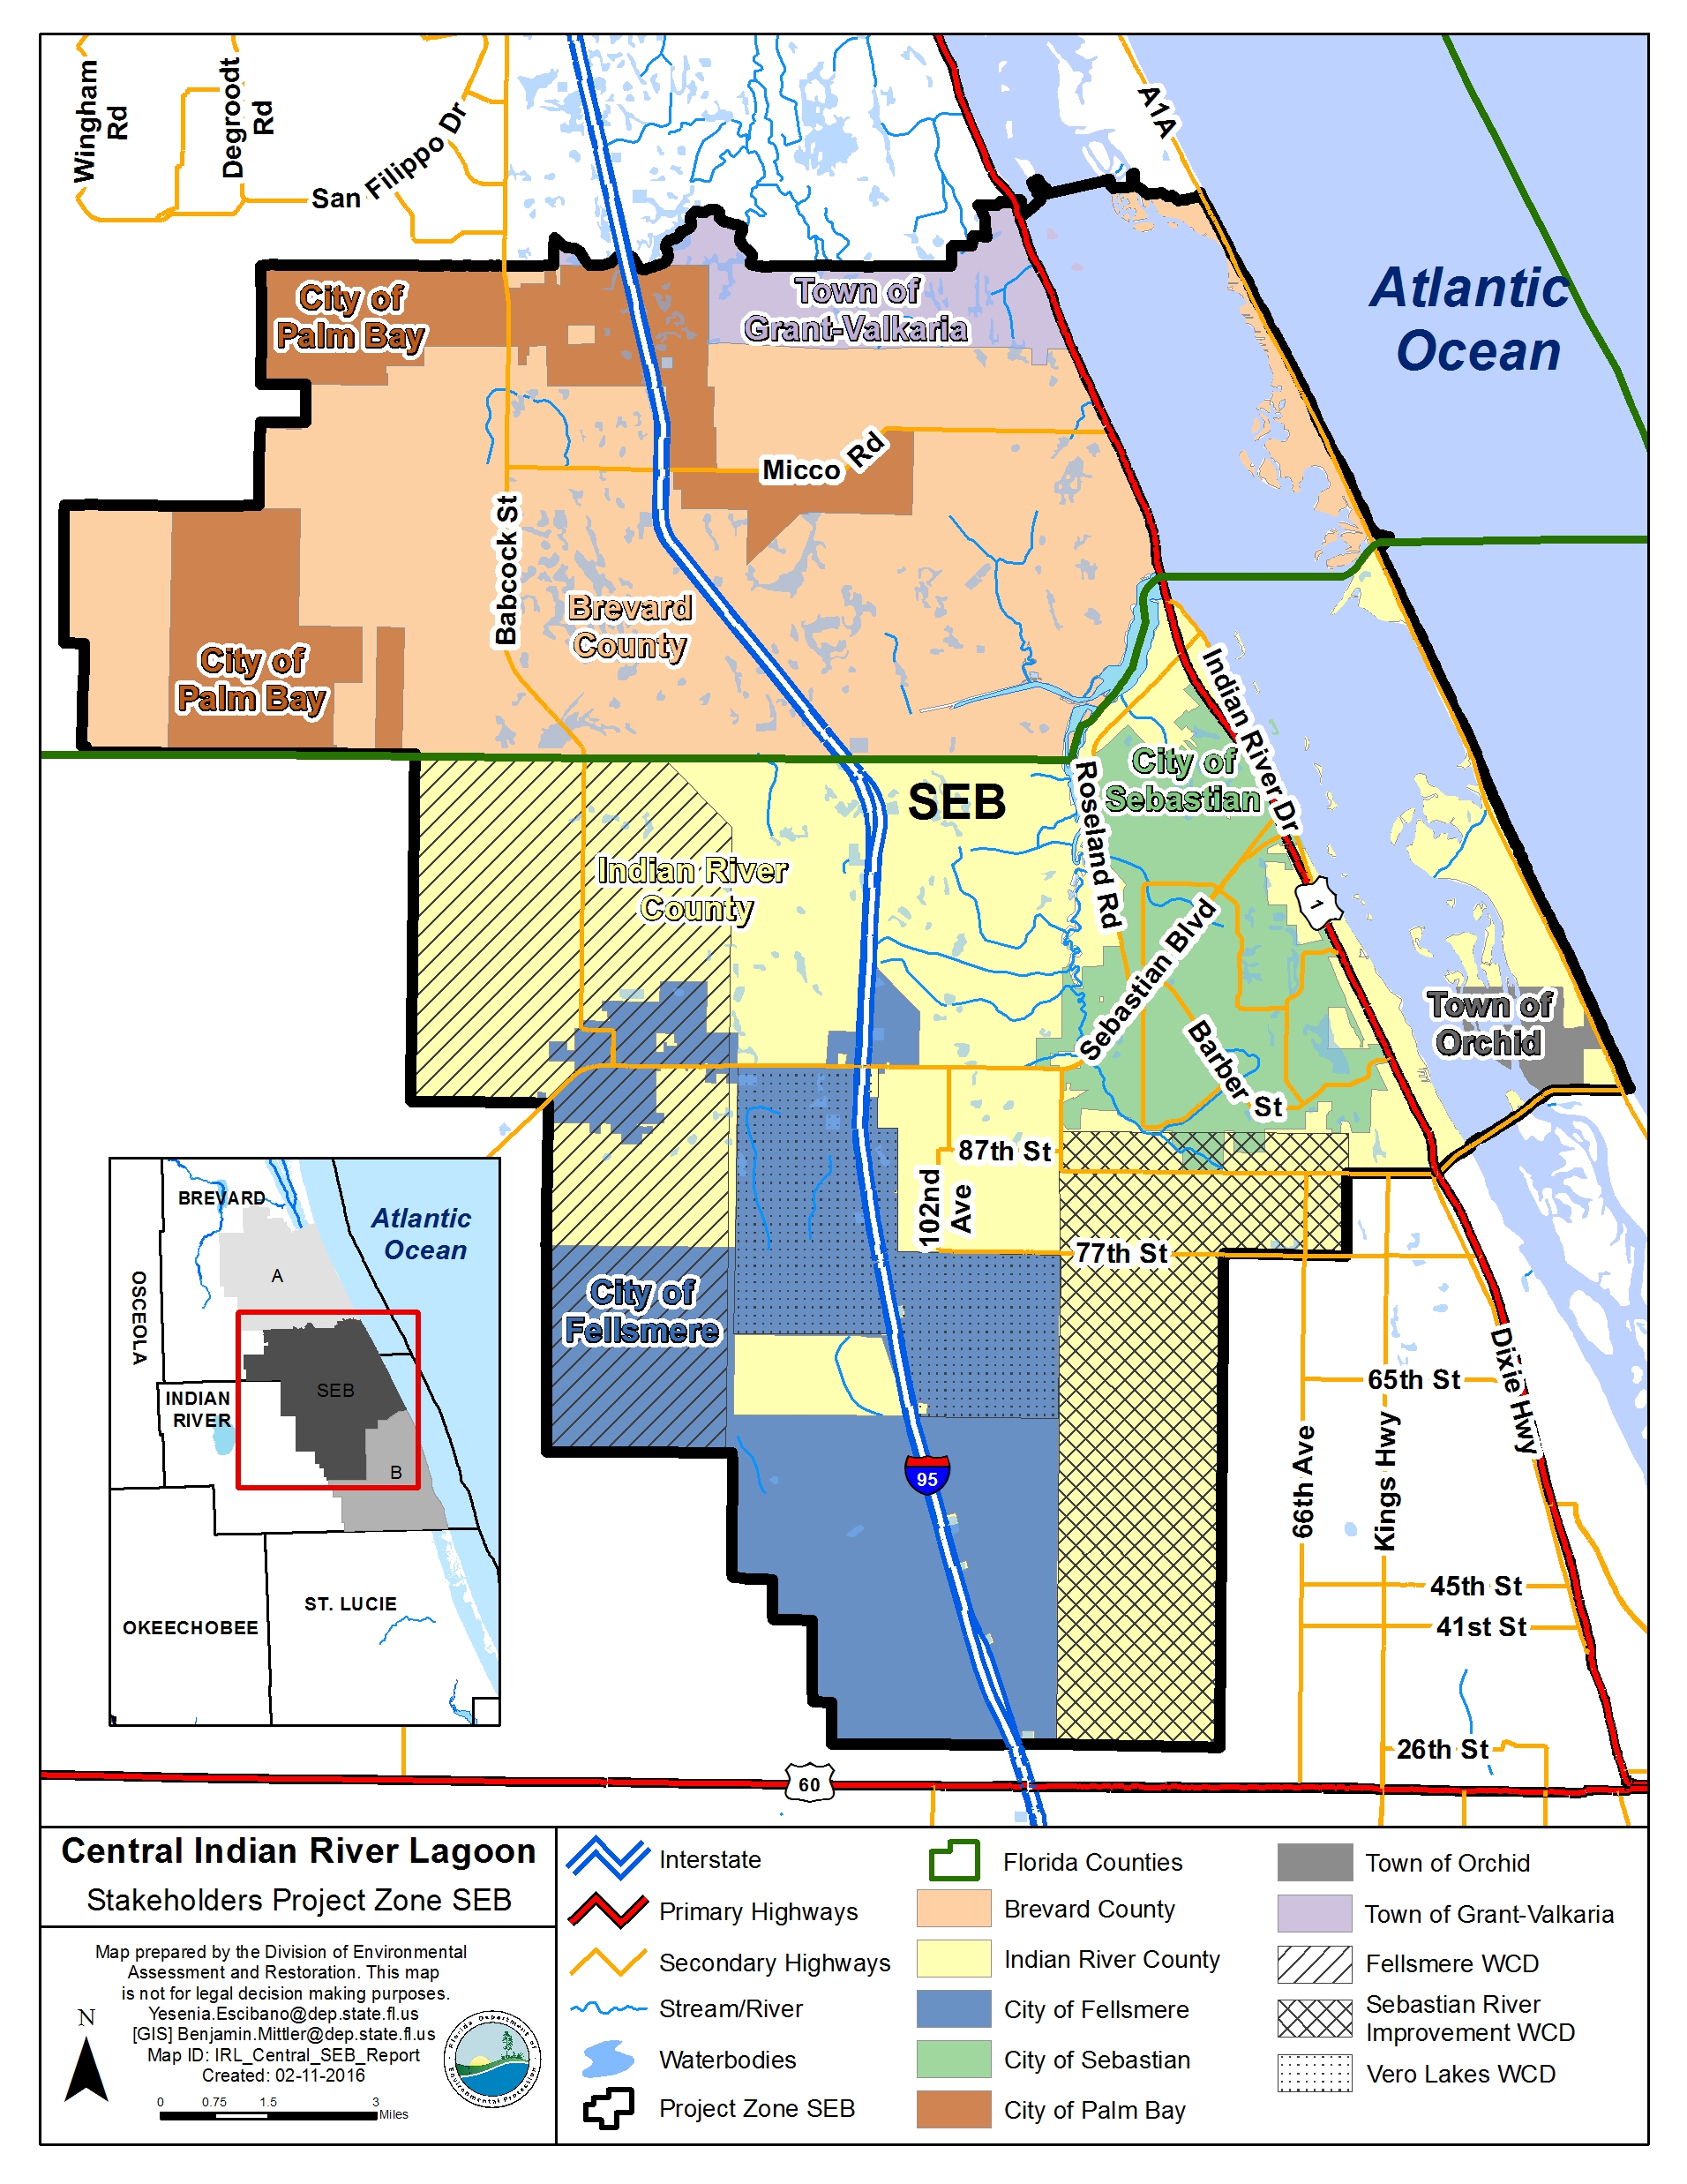 Wingham
Rd
Degroodt
Rd
San Filippo Dr
A1A
Atlantic
Ocean
City of
Palm Bay
Town of
Grant-Valkaria
Micco Rd
Babcock St
Brevard
County
City of
Palm Bay
Indian River Dr
City of
Sebastian
SEB
Roseland Rd
Indian River
County
1
Sebastian Blvd
Town of
Orchid
Barber St
87th St
102nd
Ave
77th St
City of
Fellsmere
Dixie Hwy
65th St
66th Ave
Kings Hwy
95
45th St
41st St
26th St
60
BREVARD
Atlantic
Ocean
A
OSCEOLA
SEB
INDIAN
RIVER
B
ST. LUCIE
OKEECHOBEE
Central Indian River Lagoon
Stakeholders Project Zone SEB
Map prepared by the Division of Environmental
Assessment and Restoration. This map
is not for legal decision making purposes.
Yesenia.Escibano@dep.state.fl.us
[GIS] Benjamin.Mittler@dep.state.fl.us
Map ID: IRL_Central_SEB_Report
Created: 02-11-2016
N
0 0.75 1.5 3
Miles
Florida Department of
Environmental Protection
Interstate
Primary Highways
Secondary Highways
Stream/River
Waterbodies
Project Zone SEB
Florida Counties
Brevard County
Indian River County
City of Fellsmere
City of Sebastian
City of Palm Bay
Town of Orchid
Town of Grant-Valkaria
Fellsmere WCD
Sebastian River
Improvement WCD
Vero Lakes WCD